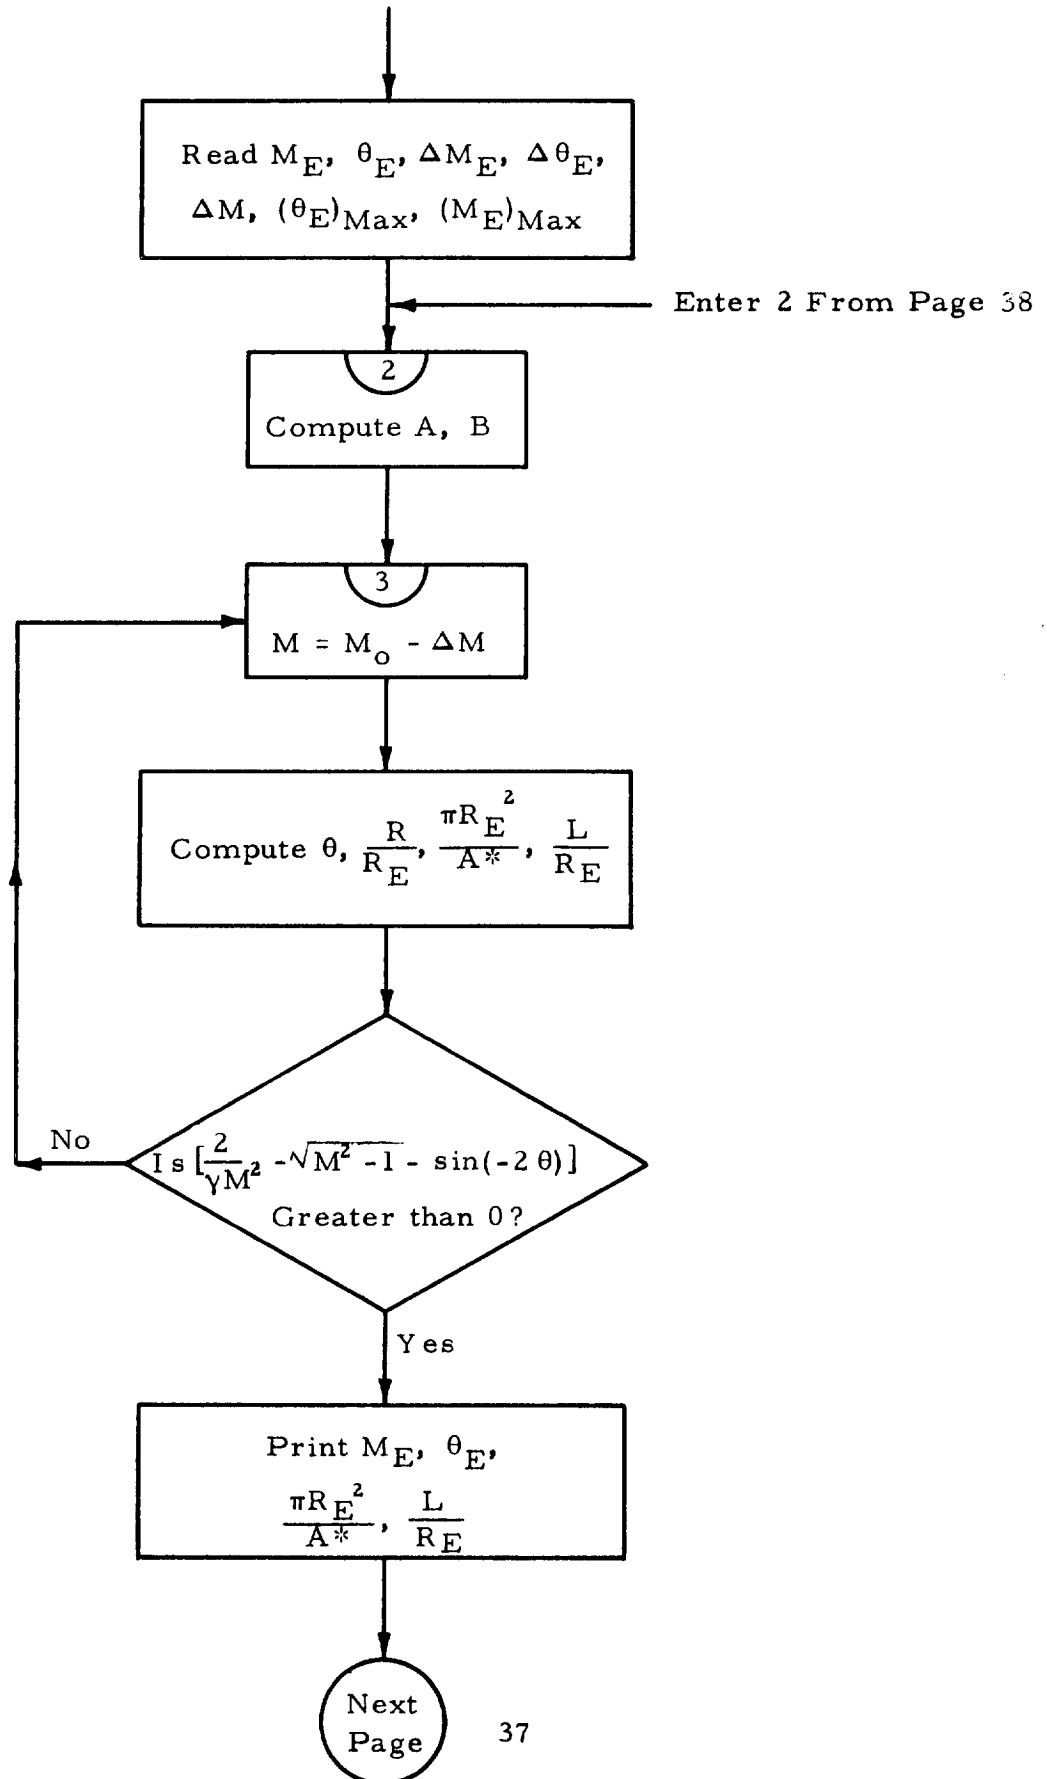 Read M_E, θ_E, ΔM_E, Δθ_E,
ΔM, (θ_E)_Max, (M_E)_Max
Enter 2 From Page 38
2
Compute A, B
3
M = M_o - ΔM
Compute θ, R/R_E, πR_E²/A*, L/R_E
No
Is [2/γM² - √(M² - 1) - sin(-2θ)]
Greater than 0?
Yes
Print M_E, θ_E,
πR_E²/A*, L/R_E
Next
Page
37